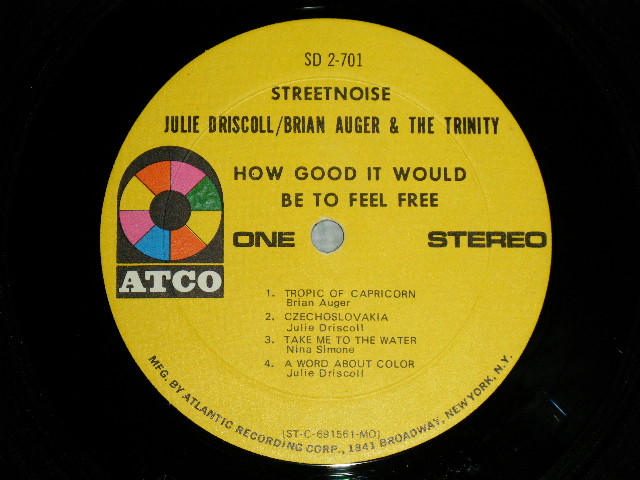 SD 2-701
STREETNOISE
JULIE DRISCOLL/BRIAN AUGER & THE TRINITY
HOW GOOD IT WOULD
BE TO FEEL FREE
ATCO
ONE
STEREO
1. TROPIC OF CAPRICORN
Brian Auger
2. CZECHOSLOVAKIA
Julie Driscoll
3. TAKE ME TO THE WATER
Nina Simone
4. A WORD ABOUT COLOR
Julie Driscoll
(ST-C-691561-MO)
MFG. BY ATLANTIC RECORDING CORP., 1841 BROADWAY, NEW YORK, N.Y.